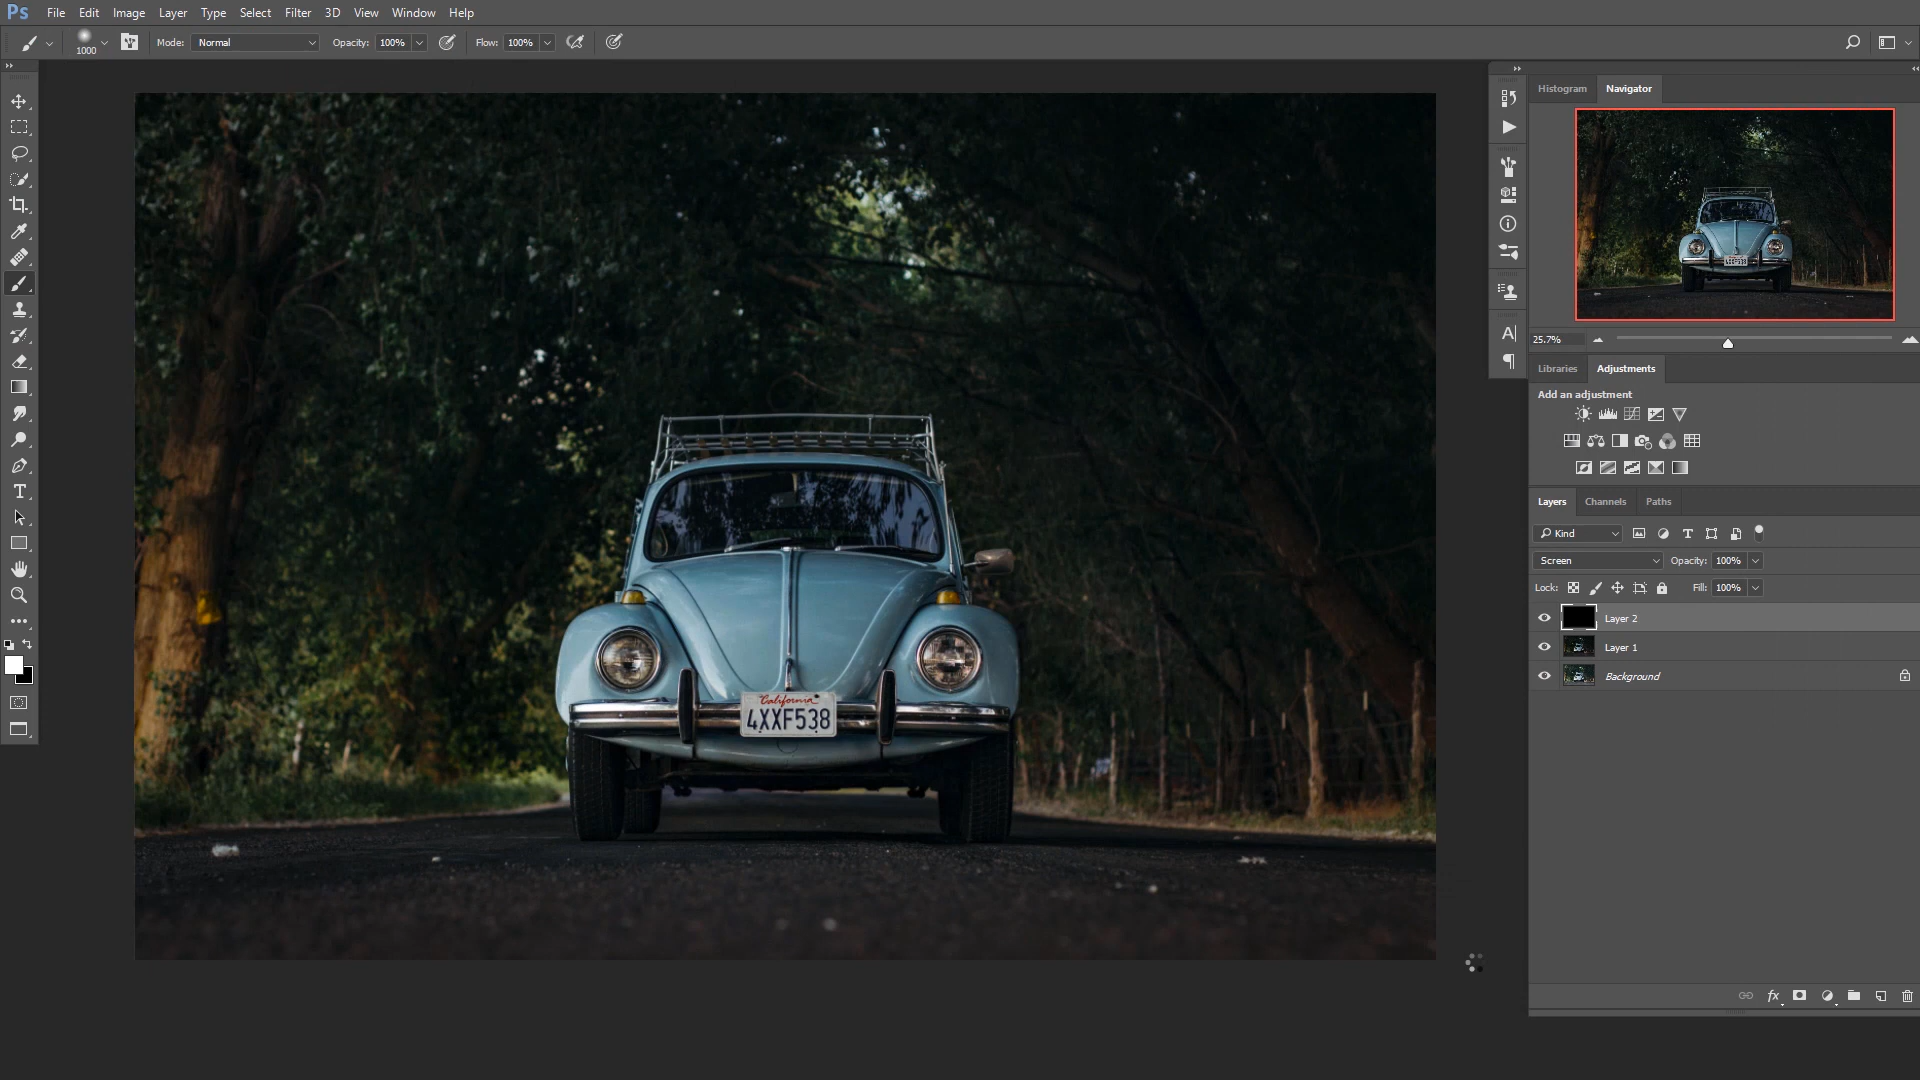 Ps File Edit Image Layer Type Select Filter 3D View Window Help
1000 Mode: Normal Opacity: 100% Flow: 100%
Histogram Navigator
25.7%
Libraries Adjustments
Add an adjustment
Layers Channels Paths
Kind
Screen Opacity: 100%
Lock: Fill: 100%
Layer 2
Layer 1
Background
California
4XXF538